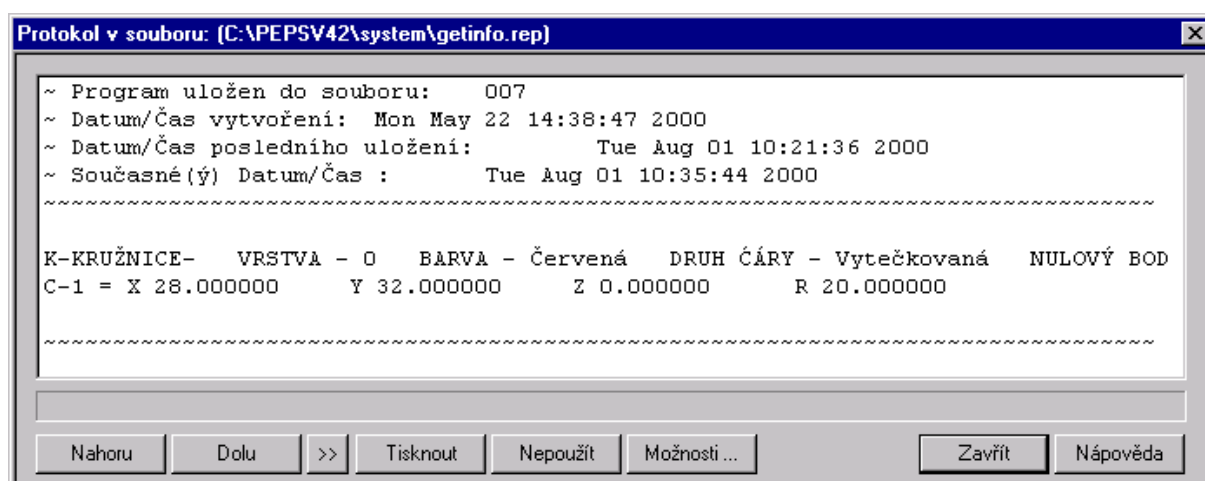 Protokol v souboru: (C:\PEPSV42\system\getinfo.rep)
~ Program uložen do souboru: 007
~ Datum/Čas vytvoření: Mon May 22 14:38:47 2000
~ Datum/Čas posledního uložení: Tue Aug 01 10:21:36 2000
~ Současné(ý) Datum/Čas : Tue Aug 01 10:35:44 2000
~~~~~~~~~~~~~~~~~~~~~~~~~~~~~~~~~~~~~~~~~~~~~~~~~~~~~~~~~~~~~~~~~~~~~~~~~~~~~~~~
K-KRUŽNICE- VRSTVA - 0 BARVA - Červená DRUH ĆÁRY - Vytečkovaná NULOVÝ BOD
C-1 = X 28.000000 Y 32.000000 Z 0.000000 R 20.000000
~~~~~~~~~~~~~~~~~~~~~~~~~~~~~~~~~~~~~~~~~~~~~~~~~~~~~~~~~~~~~~~~~~~~~~~~~~~~~~~~
Nahoru Dolu >> Tisknout Nepoužít Možnosti ... Zavřít Nápověda